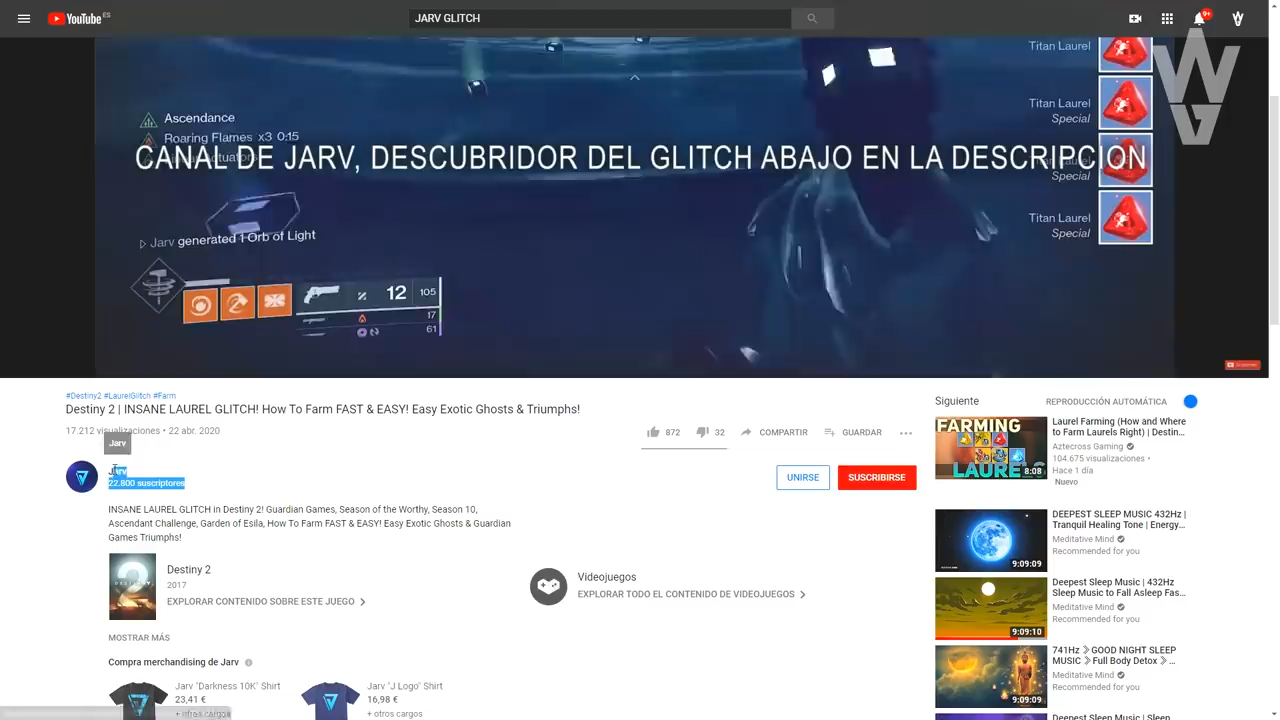 YouTube ES
JARV GLITCH
9+
W
G
Titan Laurel
Titan Laurel
Special
Special
Titan Laurel
Special
Ascendance
Roaring Flames x3 0:15
CANAL DE JARV, DESCUBRIDOR DEL GLITCH ABAJO EN LA DESCRIPCIÓN
Jarv generated 1 Orb of Light
12 105
17
61
#Destiny2 #LaurelGlitch #Farm
Destiny 2 | INSANE LAUREL GLITCH! How To Farm FAST & EASY! Easy Exotic Ghosts & Triumphs!
17.212 visualizaciones • 22 abr. 2020
872
32
COMPARTIR
GUARDAR
Jarv
Jarv
22.800 suscriptores
UNIRSE
SUSCRIBIRSE
INSANE LAUREL GLITCH in Destiny 2! Guardian Games, Season of the Worthy, Season 10,
Ascendant Challenge, Garden of Esila, How To Farm FAST & EASY! Easy Exotic Ghosts & Guardian
Games Triumphs!
DESTINY 2
Destiny 2
2017
EXPLORAR CONTENIDO SOBRE ESTE JUEGO
Videojuegos
EXPLORAR TODO EL CONTENIDO DE VIDEOJUEGOS
MOSTRAR MÁS
Compra merchandising de Jarv
Jarv "Darkness 10K" Shirt
23,41 €
Jarv "J Logo" Shirt
16,98 €
+ otros cargos
Siguiente
REPRODUCCIÓN AUTOMÁTICA
FARMING
LAURELS
8:08
Laurel Farming (How and Where
to Farm Laurels Right) | Destin...
Aztecross Gaming
104.675 visualizaciones •
Hace 1 día
Nuevo
9:09:09
DEEPEST SLEEP MUSIC 432Hz |
Tranquil Healing Tone | Energy...
Meditative Mind
Recommended for you
9:09:10
Deepest Sleep Music | 432Hz
Sleep Music to Fall Asleep Fas...
Meditative Mind
Recommended for you
9:09:09
741Hz 》GOOD NIGHT SLEEP
MUSIC 》Full Body Detox 》...
Meditative Mind
Recommended for you
Deepest Sleep Music | Sleep